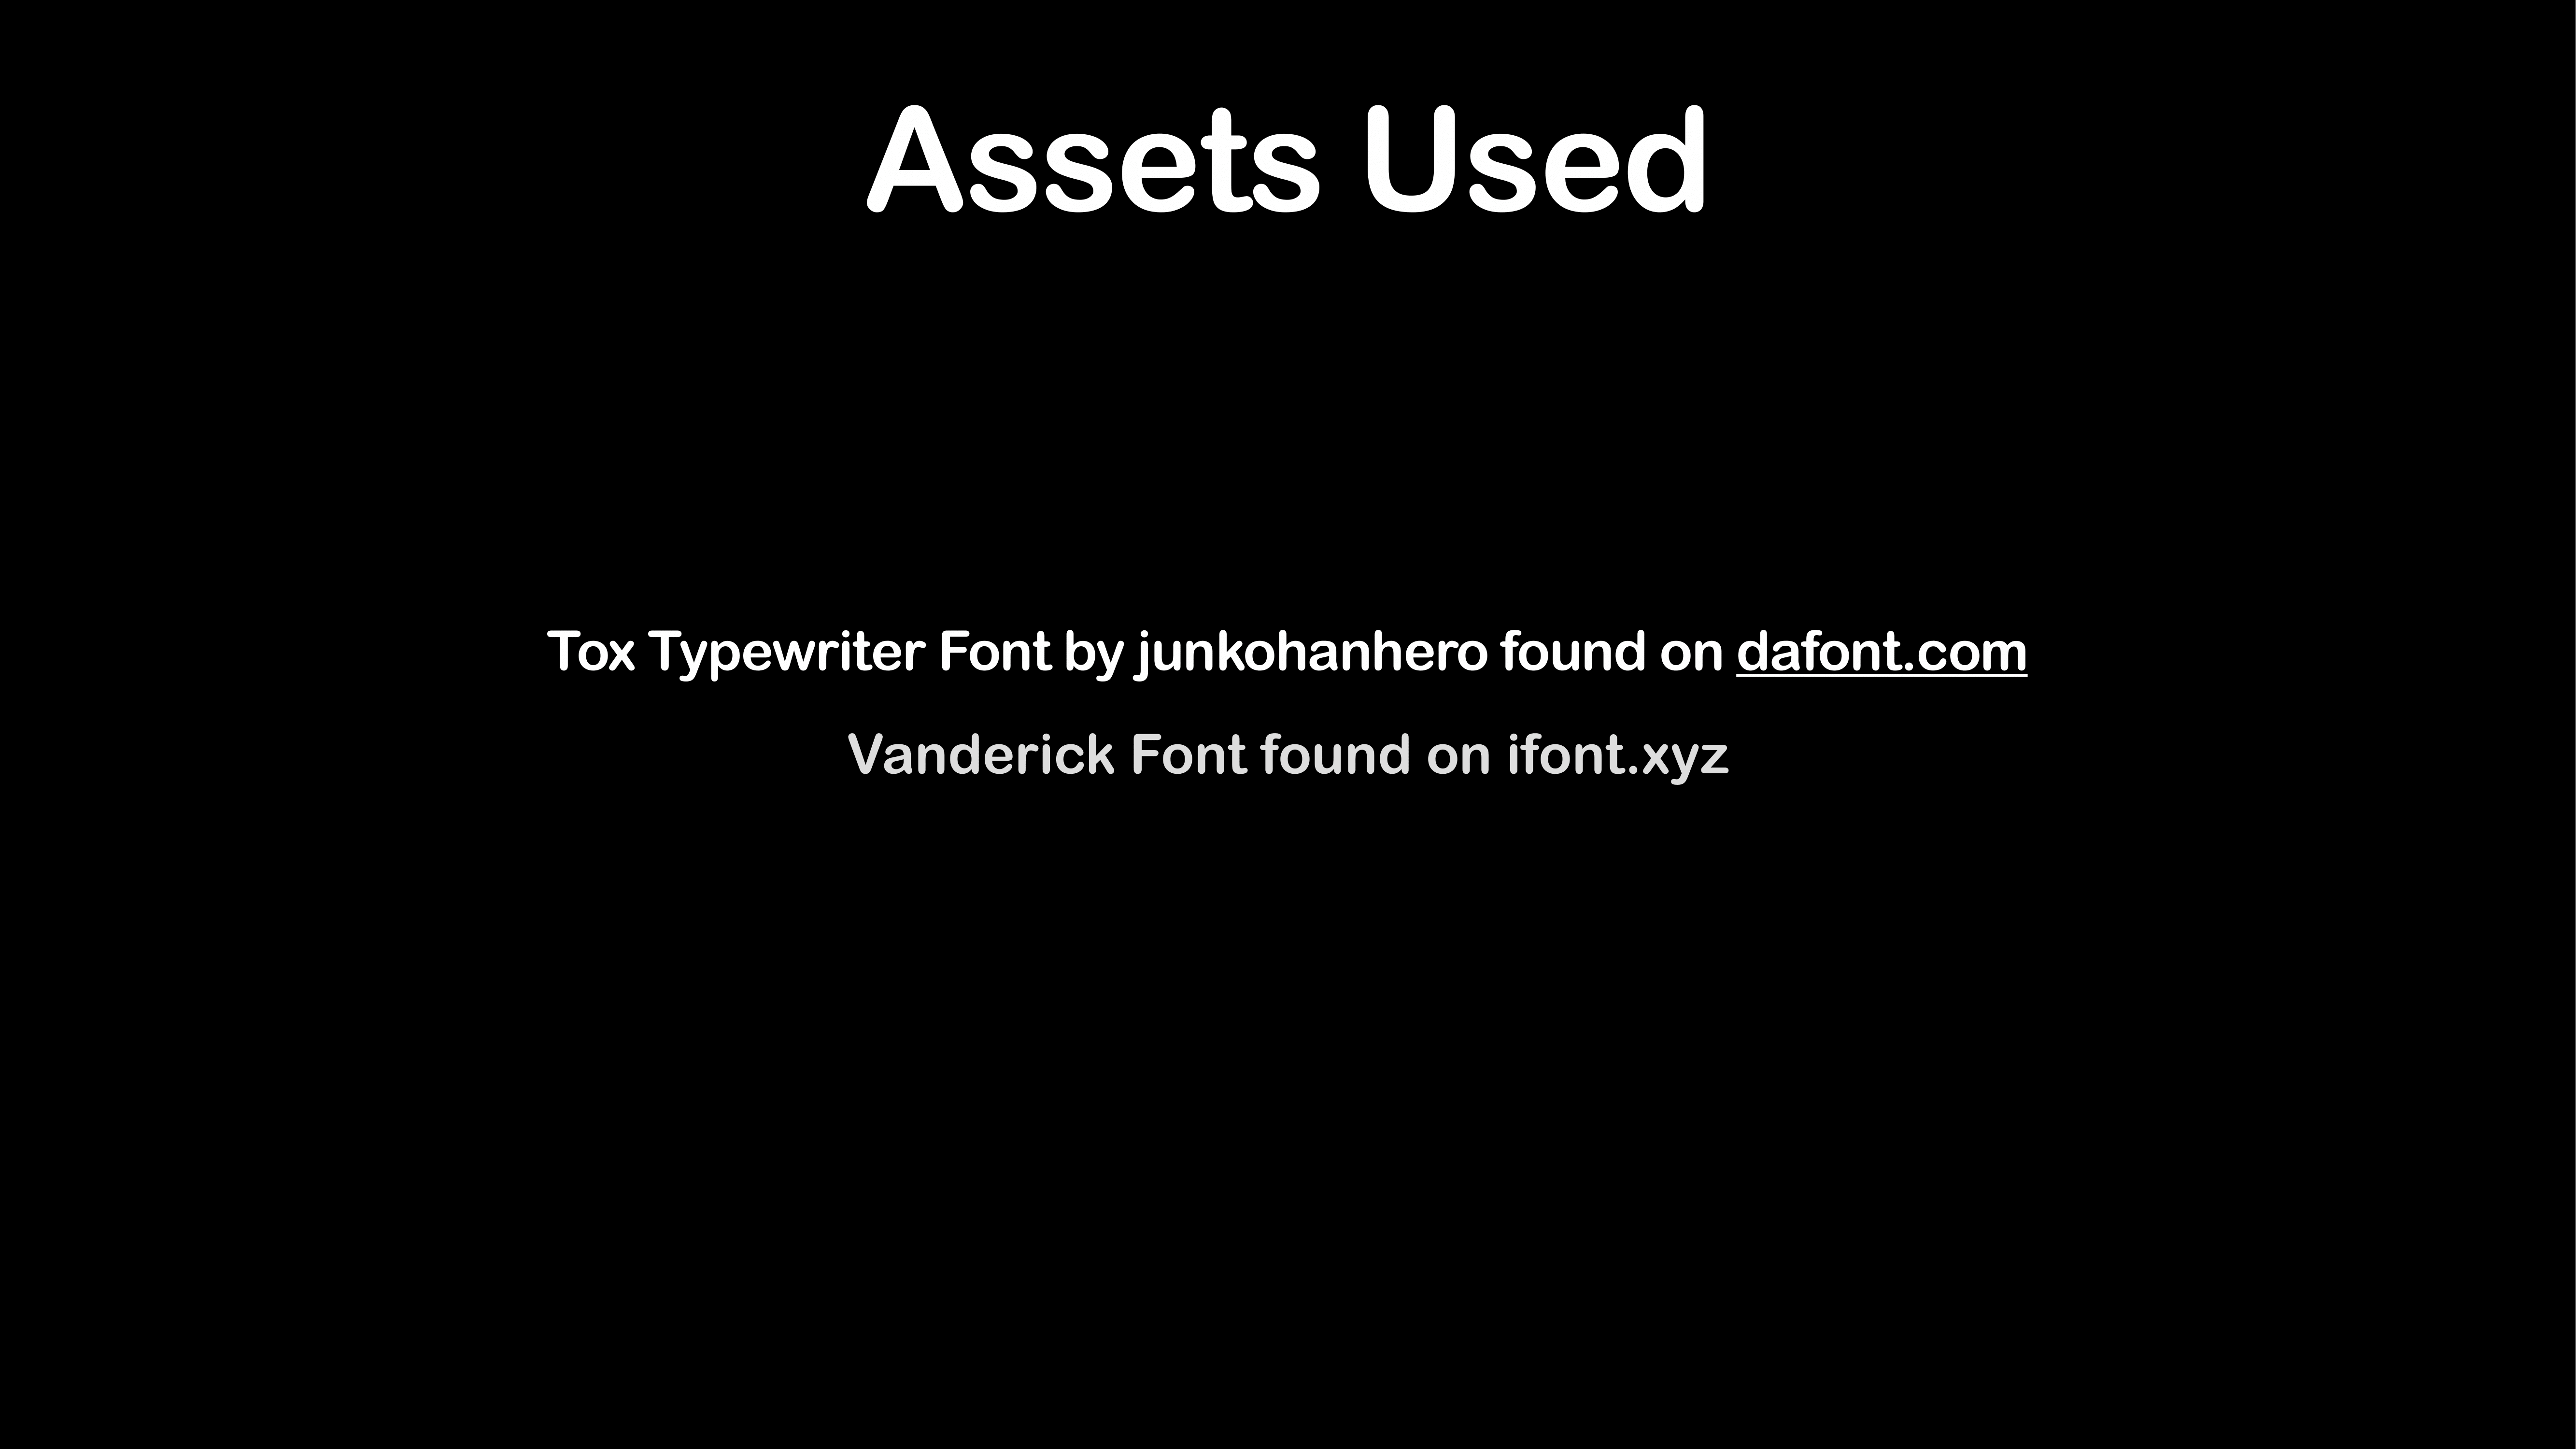 Assets Used
Tox Typewriter Font by junkohanhero found on dafont.com
Vanderick Font found on ifont.xyz